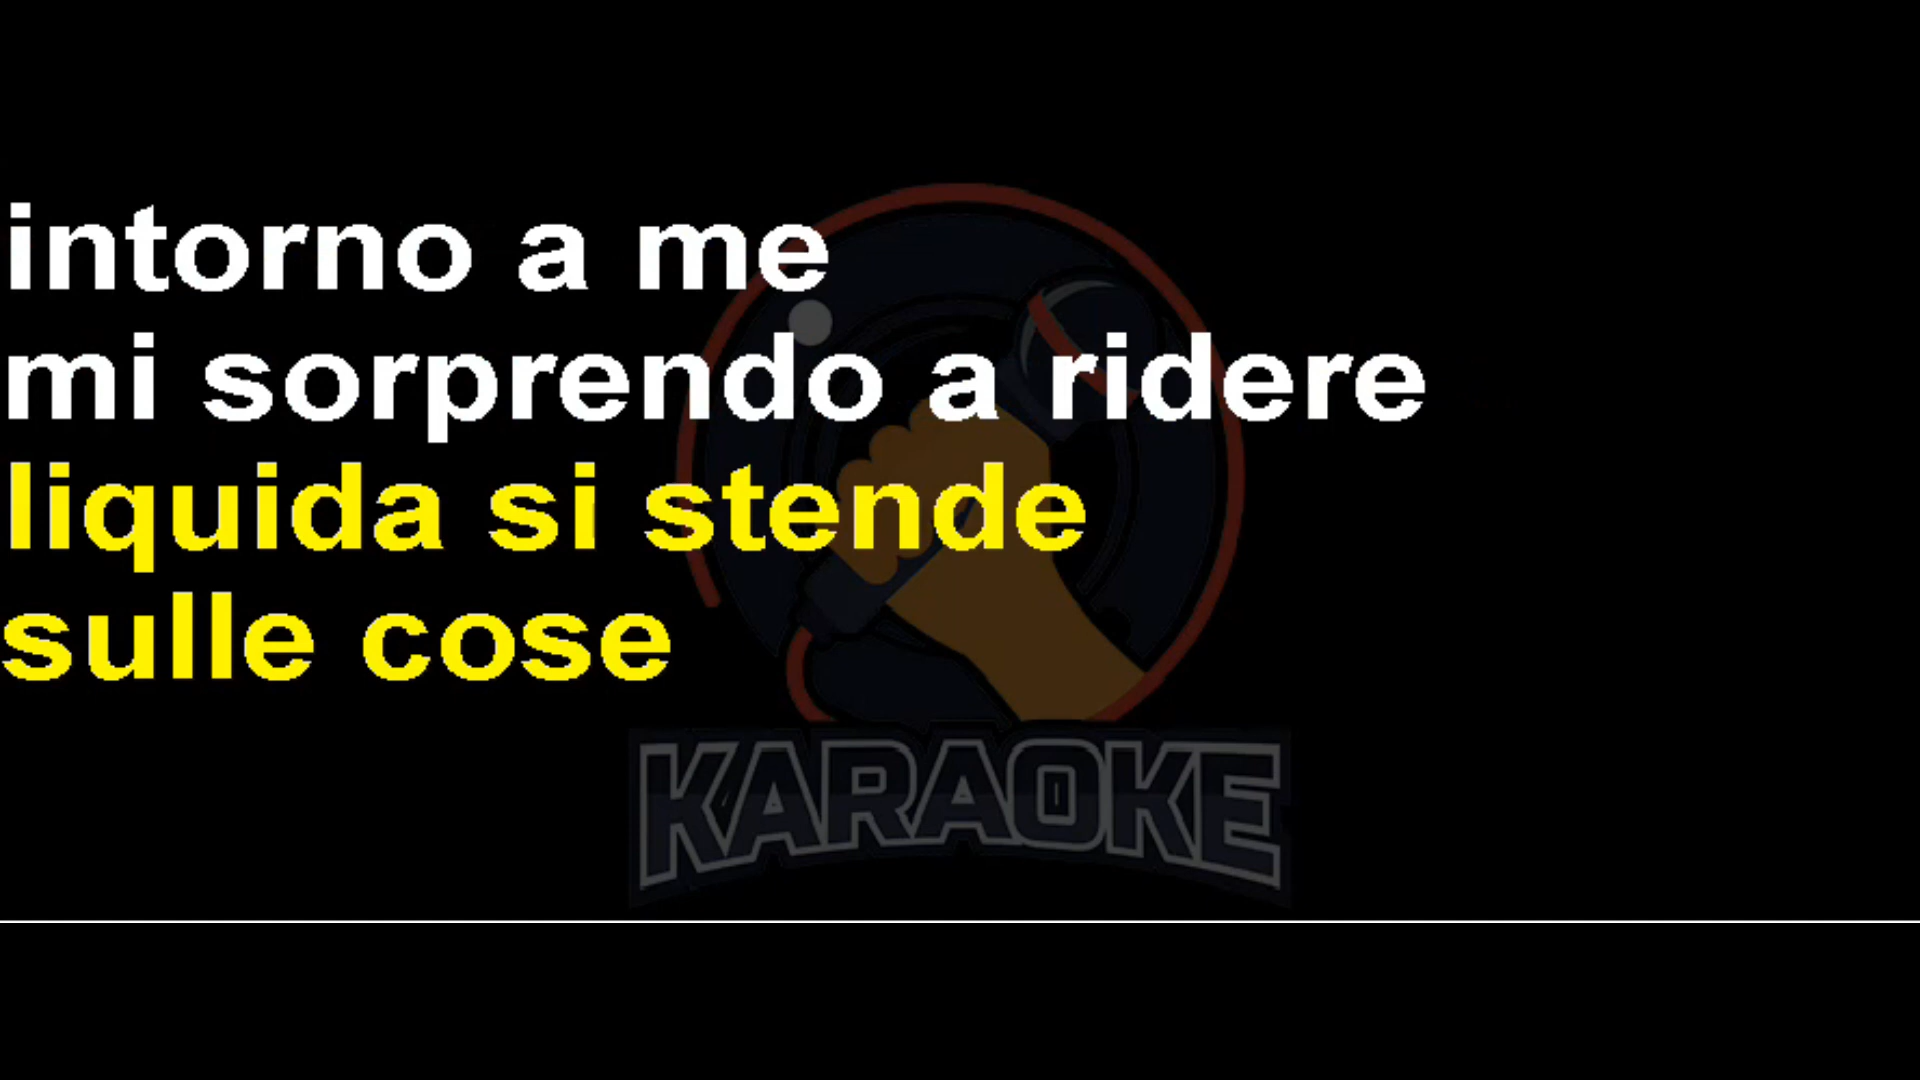 intorno a me
mi sorprendo a ridere
liquida si stende
sulle cose
KARAOKE